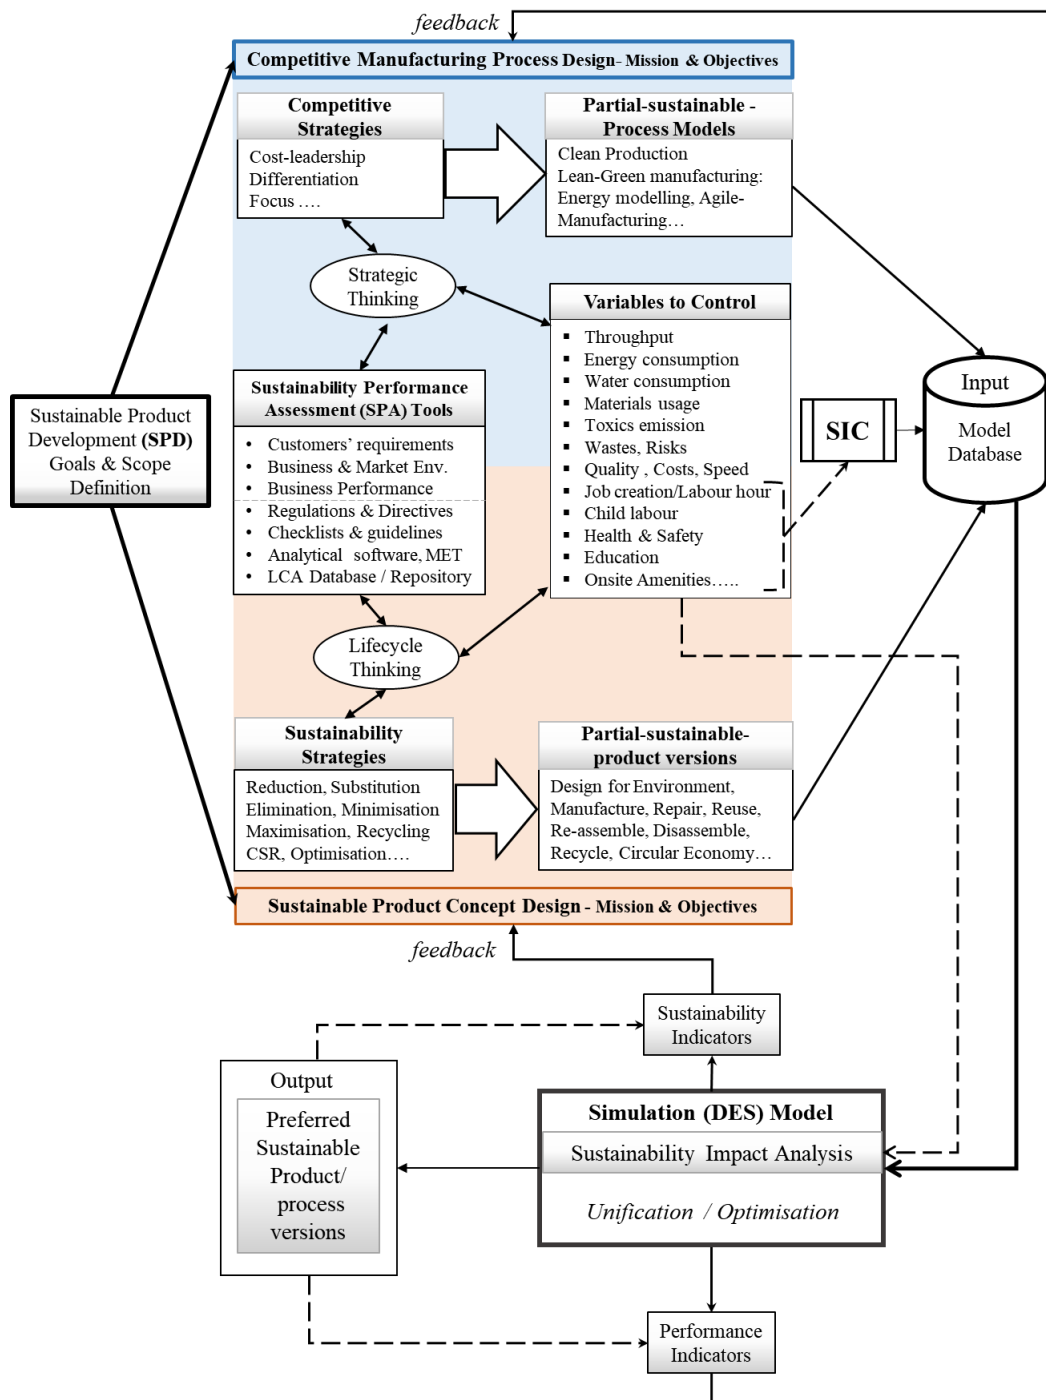 feedback
Competitive Manufacturing Process Design– Mission & Objectives
Competitive
Strategies
Cost-leadership
Differentiation
Focus ….
Partial-sustainable -
Process Models
Clean Production
Lean-Green manufacturing:
Energy modelling, Agile-
Manufacturing…
Strategic
Thinking
Variables to Control
▪ Throughput
▪ Energy consumption
▪ Water consumption
▪ Materials usage
▪ Toxics emission
▪ Wastes, Risks
▪ Quality , Costs, Speed
▪ Job creation/Labour hour
▪ Child labour
▪ Health & Safety
▪ Education
▪ Onsite Amenities…..
Sustainability Performance
Assessment (SPA) Tools
• Customers’ requirements
• Business & Market Env.
• Business Performance
• Regulations & Directives
• Checklists & guidelines
• Analytical software, MET
• LCA Database / Repository
Sustainable Product
Development (SPD)
Goals & Scope
Definition
SIC
Input
Model
Database
Lifecycle
Thinking
Sustainability
Strategies
Reduction, Substitution
Elimination, Minimisation
Maximisation, Recycling
CSR, Optimisation….
Partial-sustainable-
product versions
Design for Environment,
Manufacture, Repair, Reuse,
Re-assemble, Disassemble,
Recycle, Circular Economy…
Sustainable Product Concept Design - Mission & Objectives
feedback
Sustainability
Indicators
Output
Preferred
Sustainable
Product/
process
versions
Simulation (DES) Model
Sustainability Impact Analysis
Unification / Optimisation
Performance
Indicators